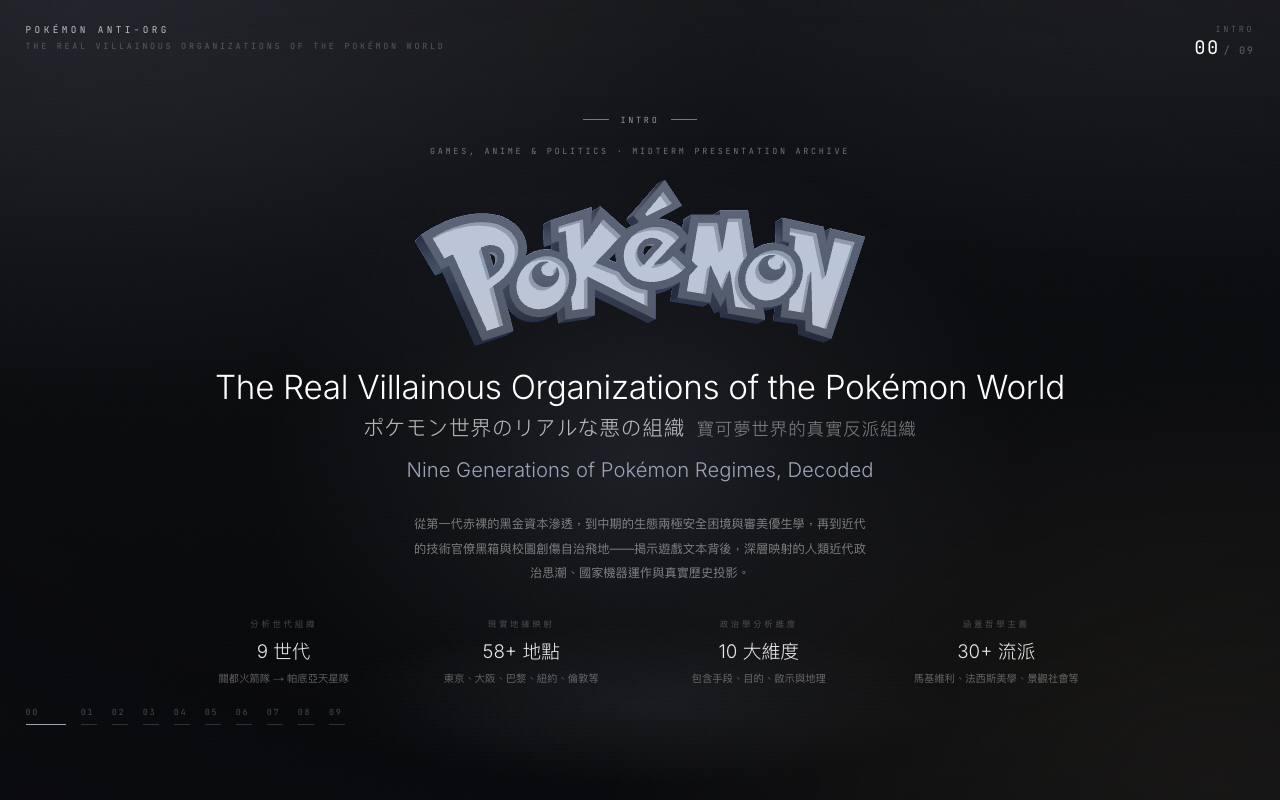 POKÉMON ANTI-ORG
THE REAL VILLAINOUS ORGANIZATIONS OF THE POKÉMON WORLD
INTRO
00 / 09
INTRO
GAMES, ANIME & POLITICS · MIDTERM PRESENTATION ARCHIVE
POKéMON
The Real Villainous Organizations of the Pokémon World
ポケモン世界のリアルな悪の組織 寶可夢世界的真實反派組織
Nine Generations of Pokémon Regimes, Decoded
從第一代赤裸的黑金資本滲透，到中期的生態兩極安全困境與審美優生學，再到近代
的技術官僚黑箱與校園創傷自治飛地——揭示遊戲文本背後，深層映射的人類近代政
治思潮、國家機器運作與真實歷史投影。
分析世代組織
9 世代
關都火箭隊 → 帕底亞天星隊
現實地緣映射
58+ 地點
東京、大阪、巴黎、紐約、倫敦等
政治學分析維度
10 大維度
包含手段、目的、啟示與地理
涵蓋哲學主義
30+ 流派
馬基維利、法西斯美學、景觀社會等
00 01 02 03 04 05 06 07 08 09